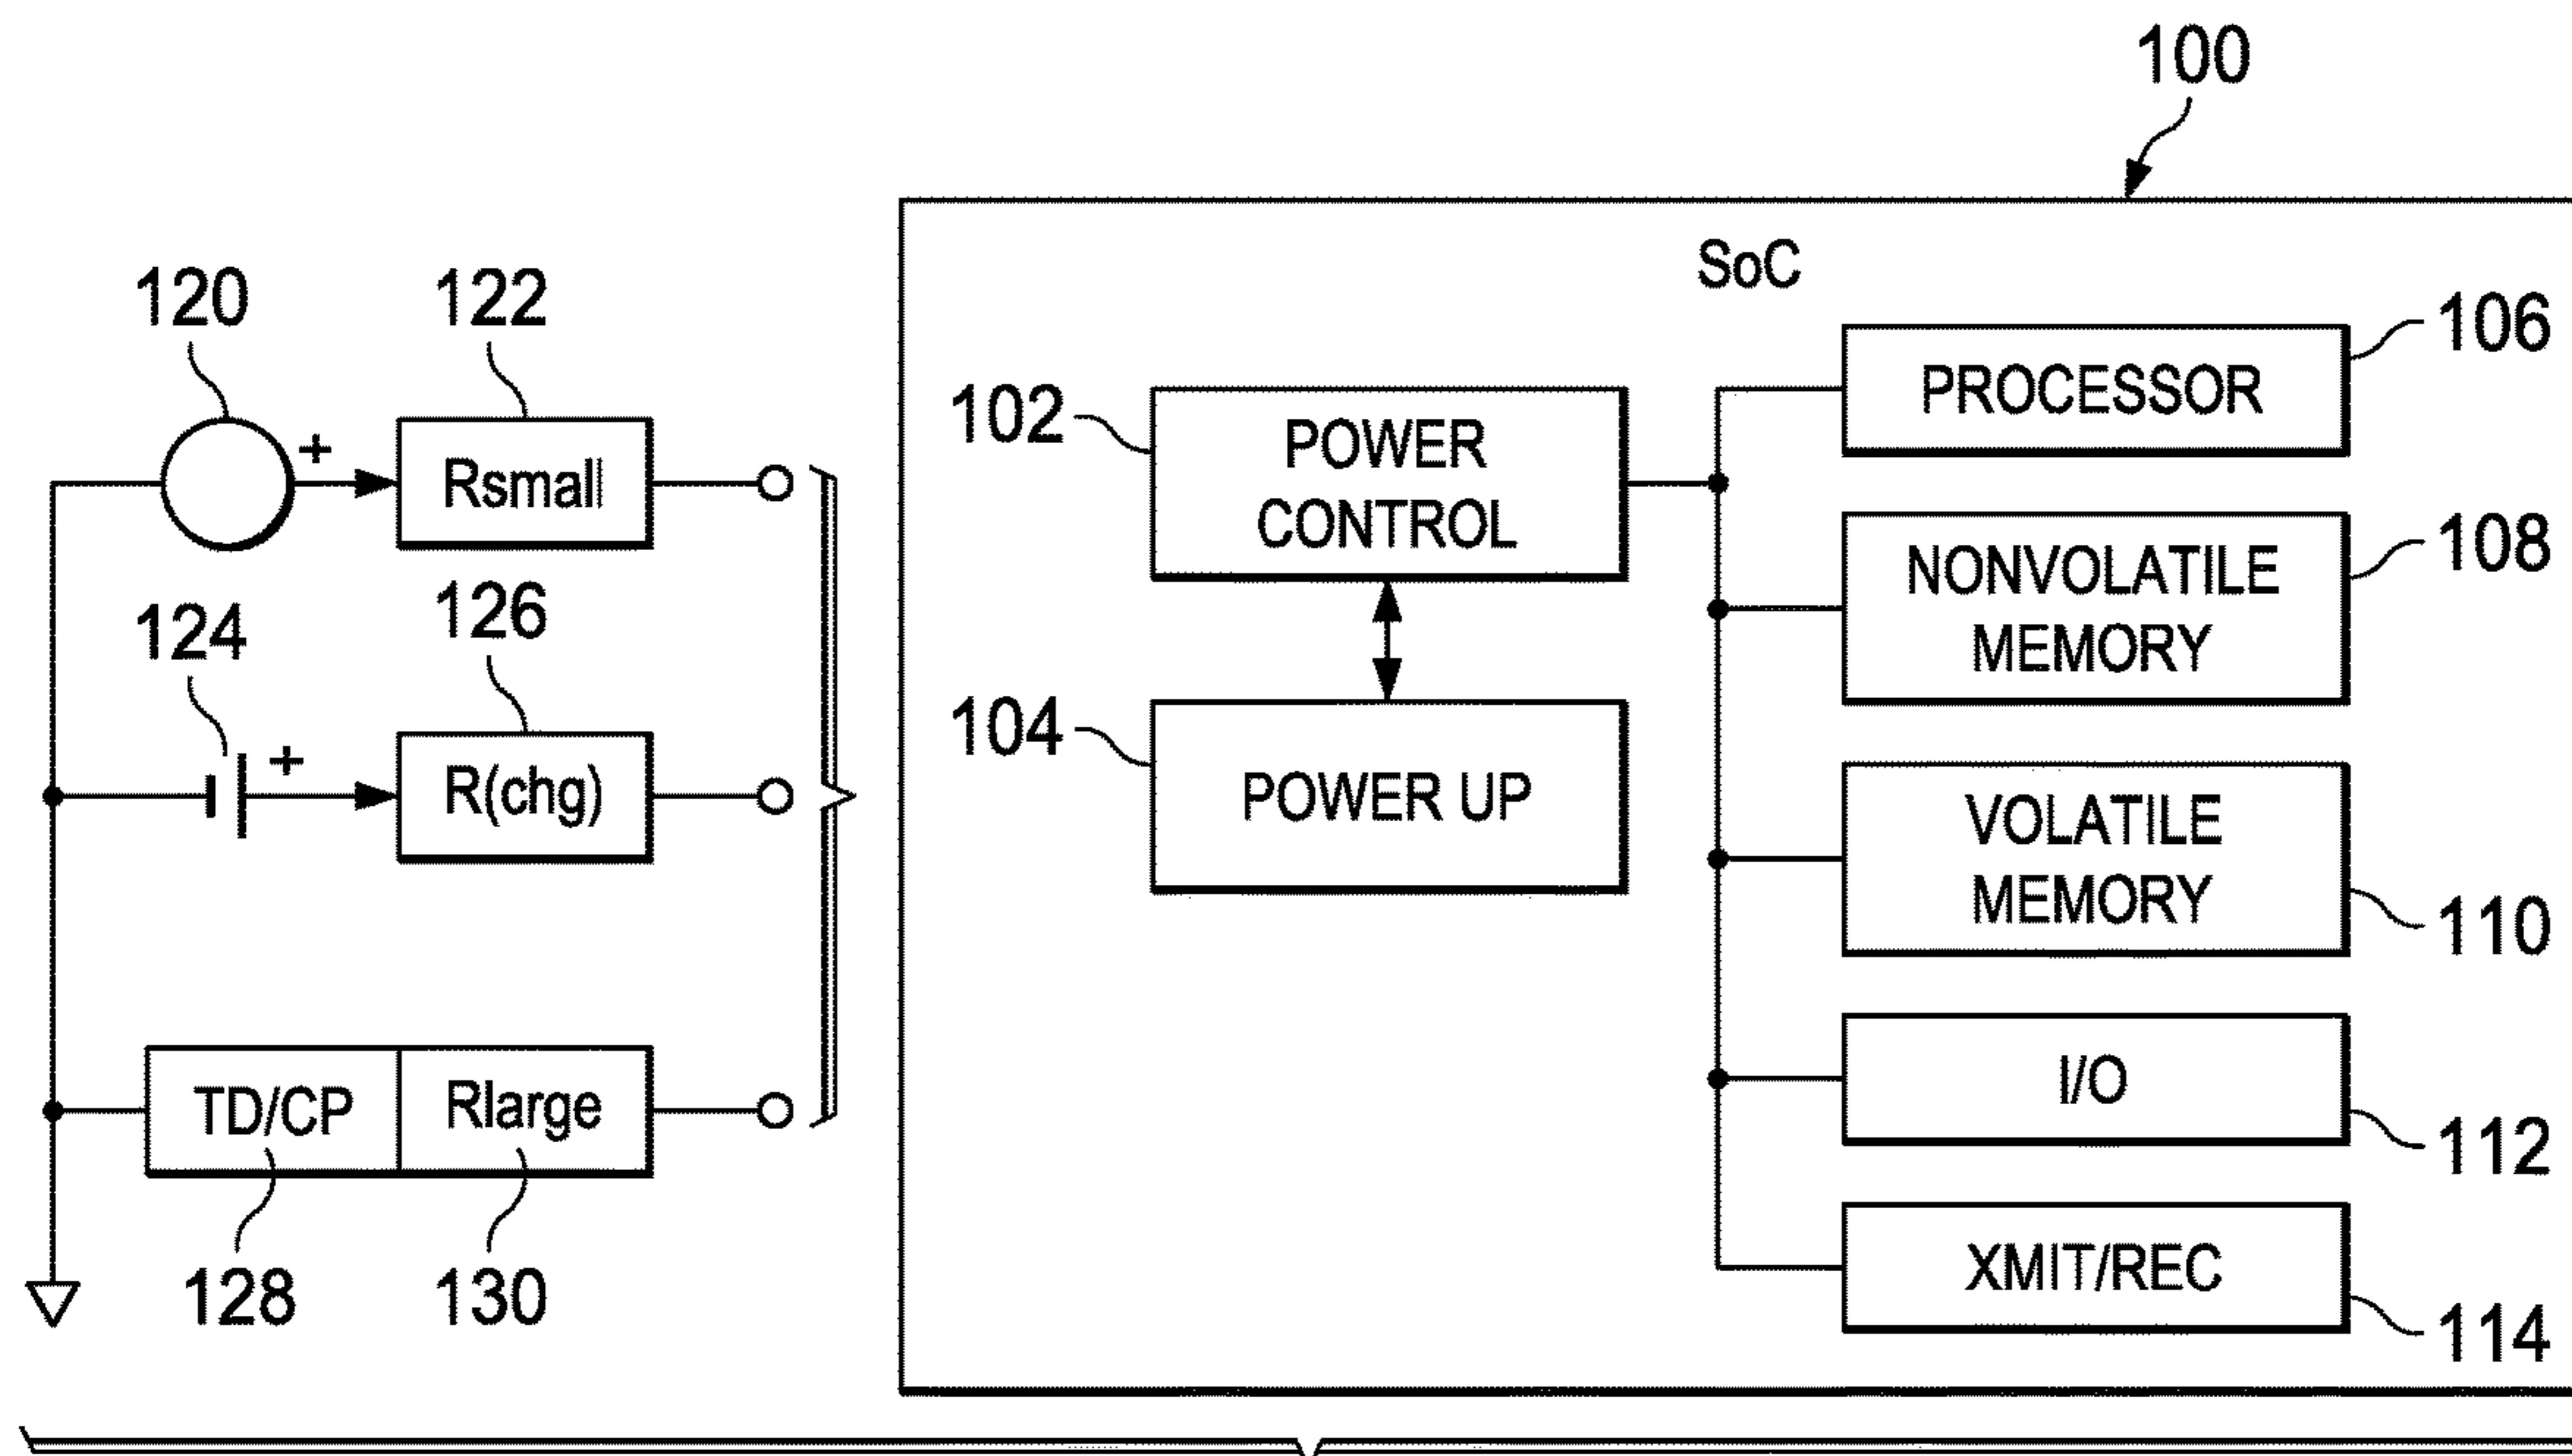 100
SoC
120
122
+
Rsmall
124
126
+
R(chg)
TD/CP
Rlarge
128
130
102
POWER
CONTROL
104
POWER UP
106
PROCESSOR
108
NONVOLATILE
MEMORY
110
VOLATILE
MEMORY
112
I/O
114
XMIT/REC